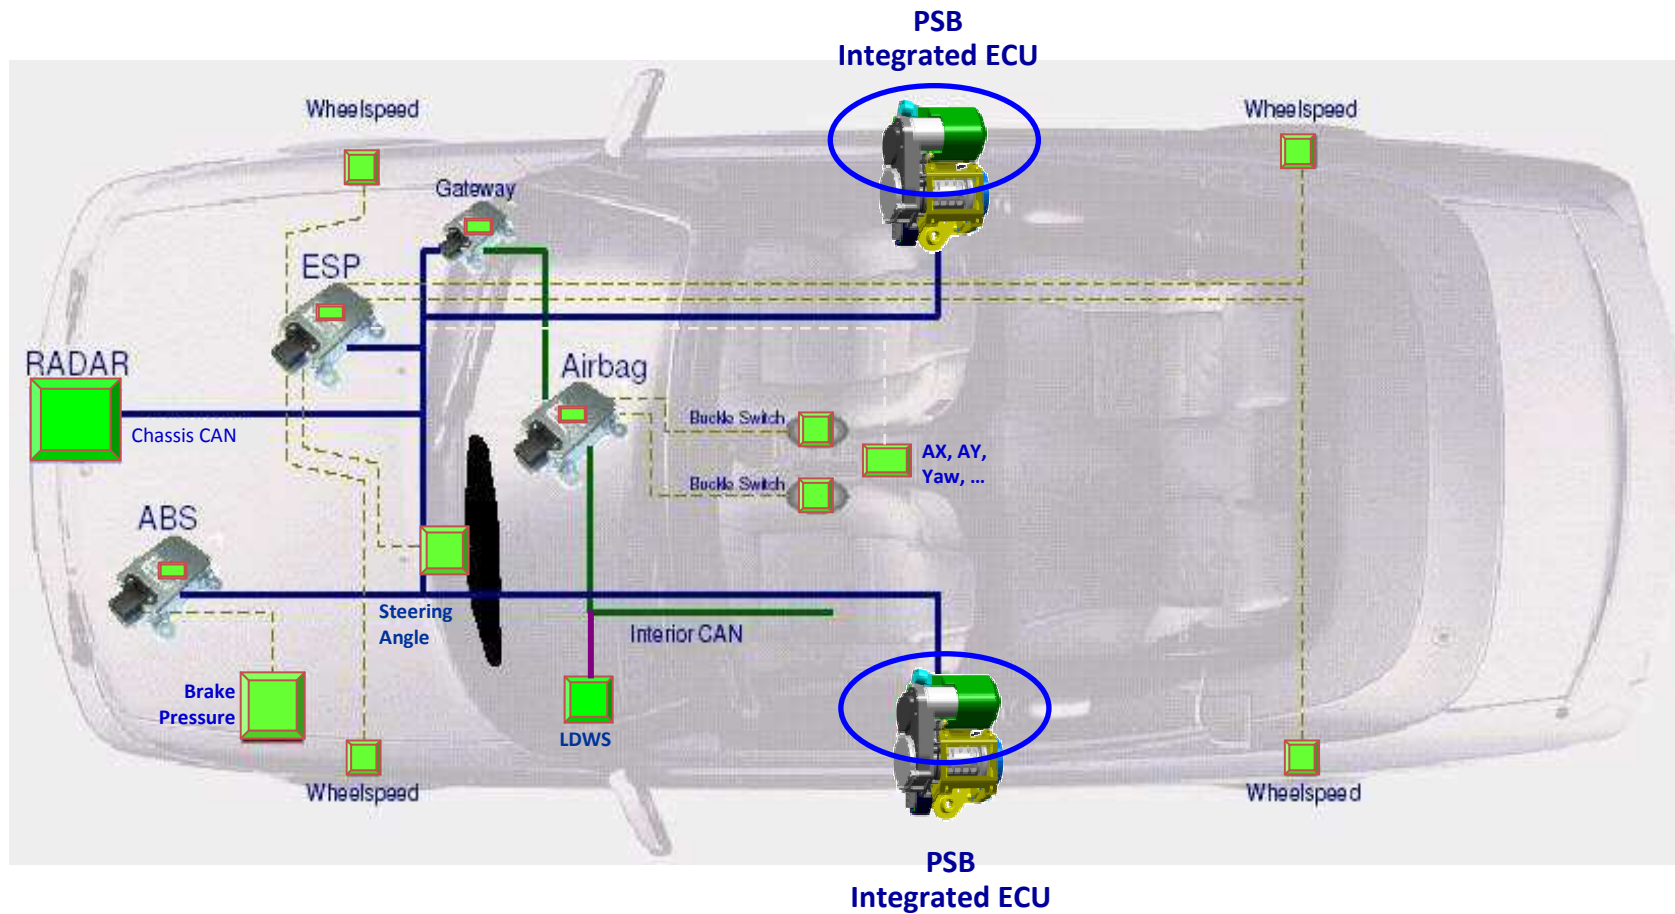 PSB
Integrated ECU
Wheelspeed
Wheelspeed
Gateway
ESP
RADAR
Airbag
Chassis CAN
Buckle Switch
AX, AY,
Yaw, ...
Buckle Switch
ABS
Steering
Angle
Interior CAN
Brake
Pressure
LDWS
Wheelspeed
Wheelspeed
PSB
Integrated ECU